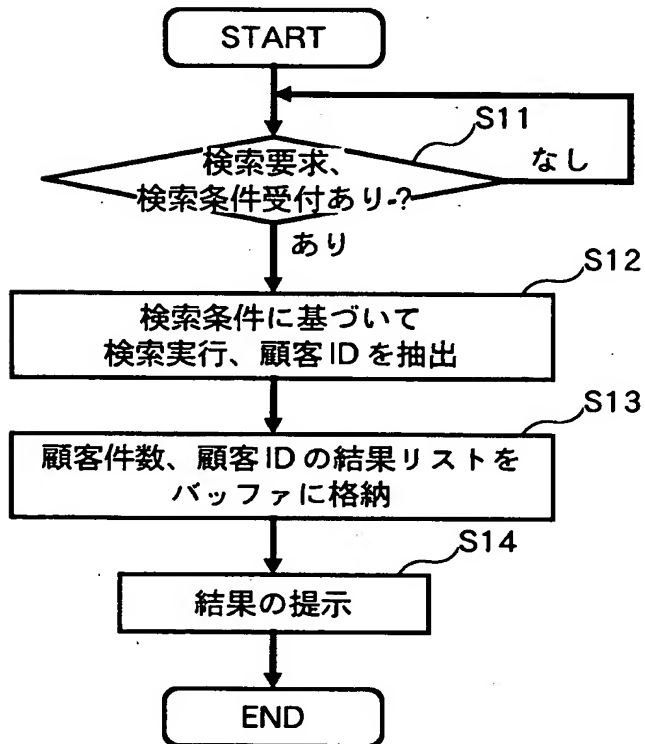 START
S11
検索要求、
検索条件受付あり?
なし
あり
S12
検索条件に基づいて
検索実行、顧客IDを抽出
S13
顧客件数、顧客IDの結果リストを
バッファに格納
S14
結果の提示
END